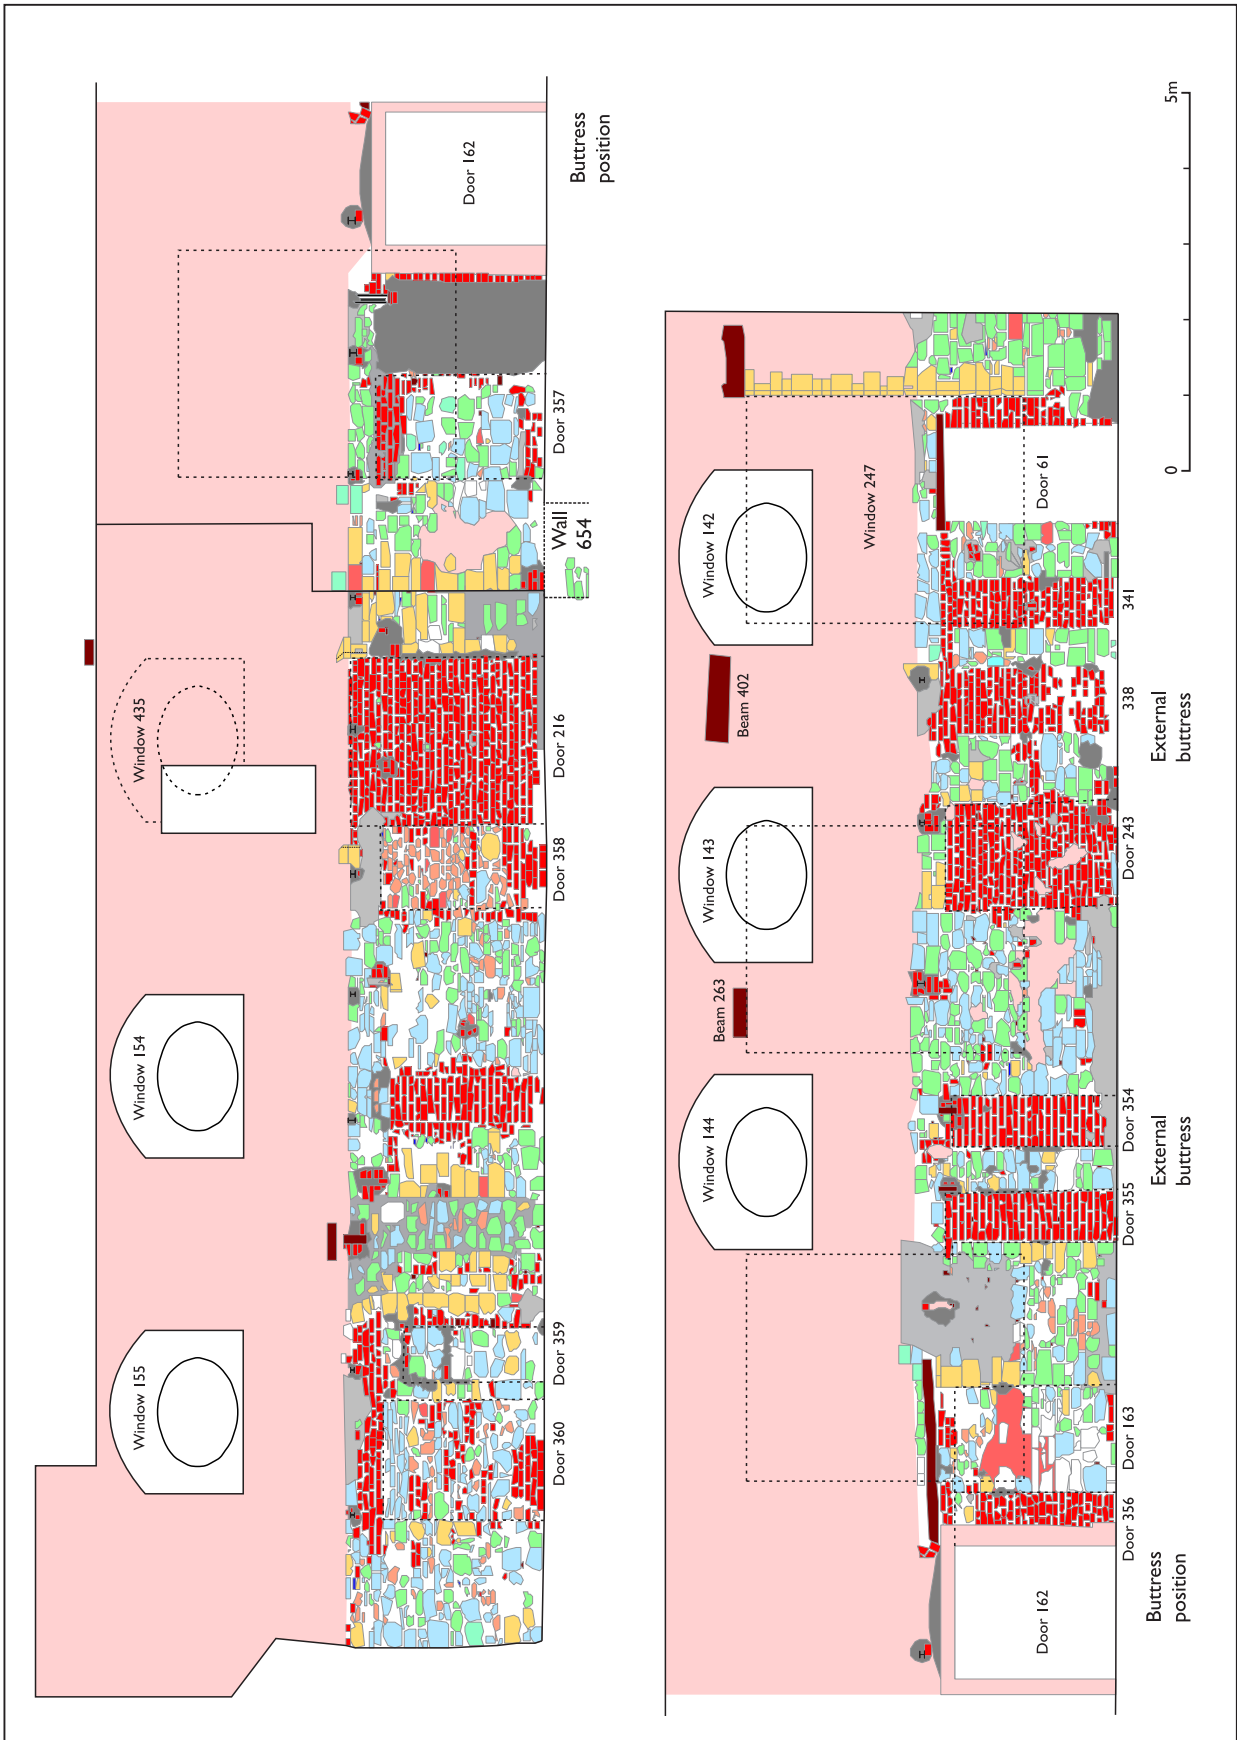 Window 155
Window 154
Window 435
Door 360
Door 359
Door 358
Door 216
Wall
654
Door 357
Door 162
Buttress
position
Window 144
Beam 263
Window 143
Beam 402
Window 142
Window 247
Door 162
Door 61
Door 356
Door 163
Door 355
Door 354
Door 243
338
341
Buttress
position
External
buttress
External
buttress
0
5m